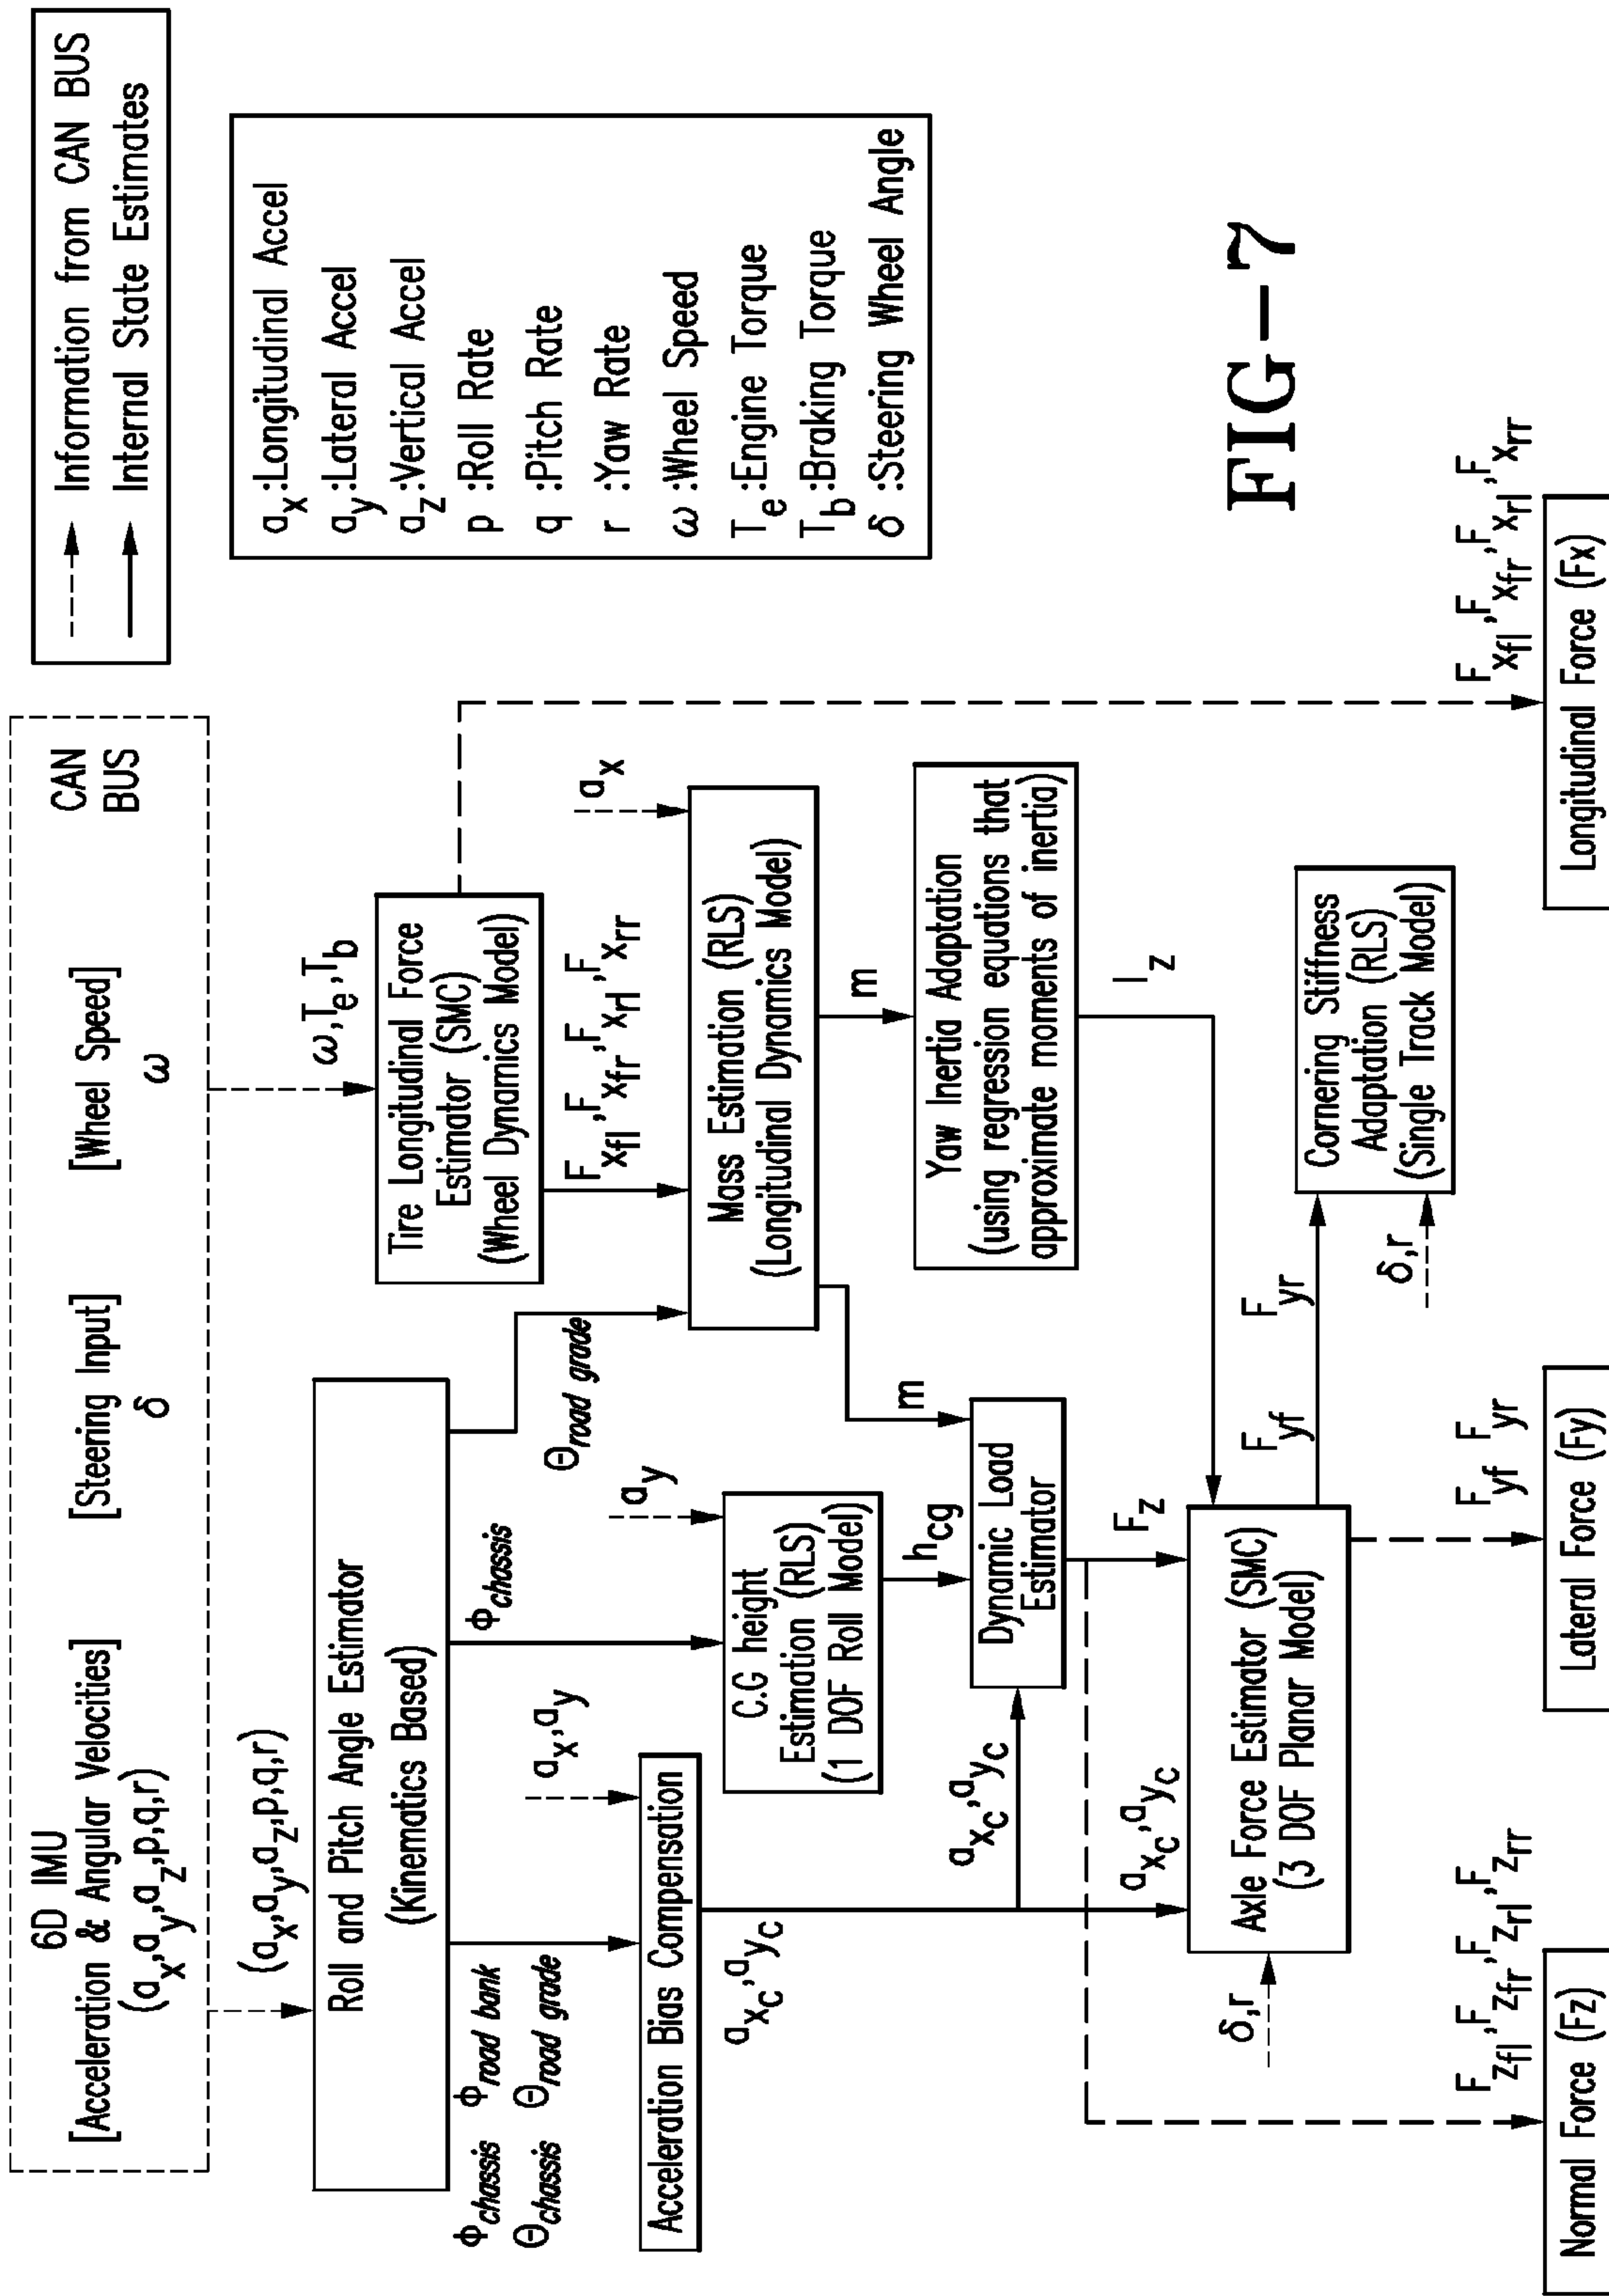 6D IMU
[Acceleration & Angular Velocities]
(ax,ay,az,p,q,r)
[Steering Input]
δ
[Wheel Speed]
ω
CAN
BUS
Information from CAN BUS
Internal State Estimates
(ax,ay,az,p,q,r)
ω,Te,Tb
Roll and Pitch Angle Estimator
(Kinematics Based)
Tire Longitudinal Force
Estimator (SMC)
(Wheel Dynamics Model)
ax:Longitudinal Accel
ay:Lateral Accel
az:Vertical Accel
p :Roll Rate
q :Pitch Rate
r :Yaw Rate
ω :Wheel Speed
Te:Engine Torque
Tb:Braking Torque
δ :Steering Wheel Angle
ϕchassis ϕroad bank
Θchassis Θroad grade
ϕchassis
Θroad grade
Fxfl,Fxfr,Fxrl,Fxrr
ax
ax,ay
ay
Acceleration Bias Compensation
C.G height
Estimation (RLS)
(1 DOF Roll Model)
Mass Estimation (RLS)
(Longitudinal Dynamics Model)
axc,ayc
hcg
m
m
Yaw Inertia Adaptation
(using regression equations that
approximate moments of inertia)
axc,ayc
Dynamic Load
Estimator
Iz
axc,ayc
Fz
δ,r
Axle Force Estimator (SMC)
(3 DOF Planar Model)
Fyf Fyr
Cornering Stiffness
Adaptation (RLS)
(Single Track Model)
δ,r
FIG-7
Fzfl,Fzfr,Fzrl,Fzrr
Fyf Fyr
Fxfl,Fxfr,Fxrl,Fxrr
Normal Force (Fz)
Lateral Force (Fy)
Longitudinal Force (Fx)